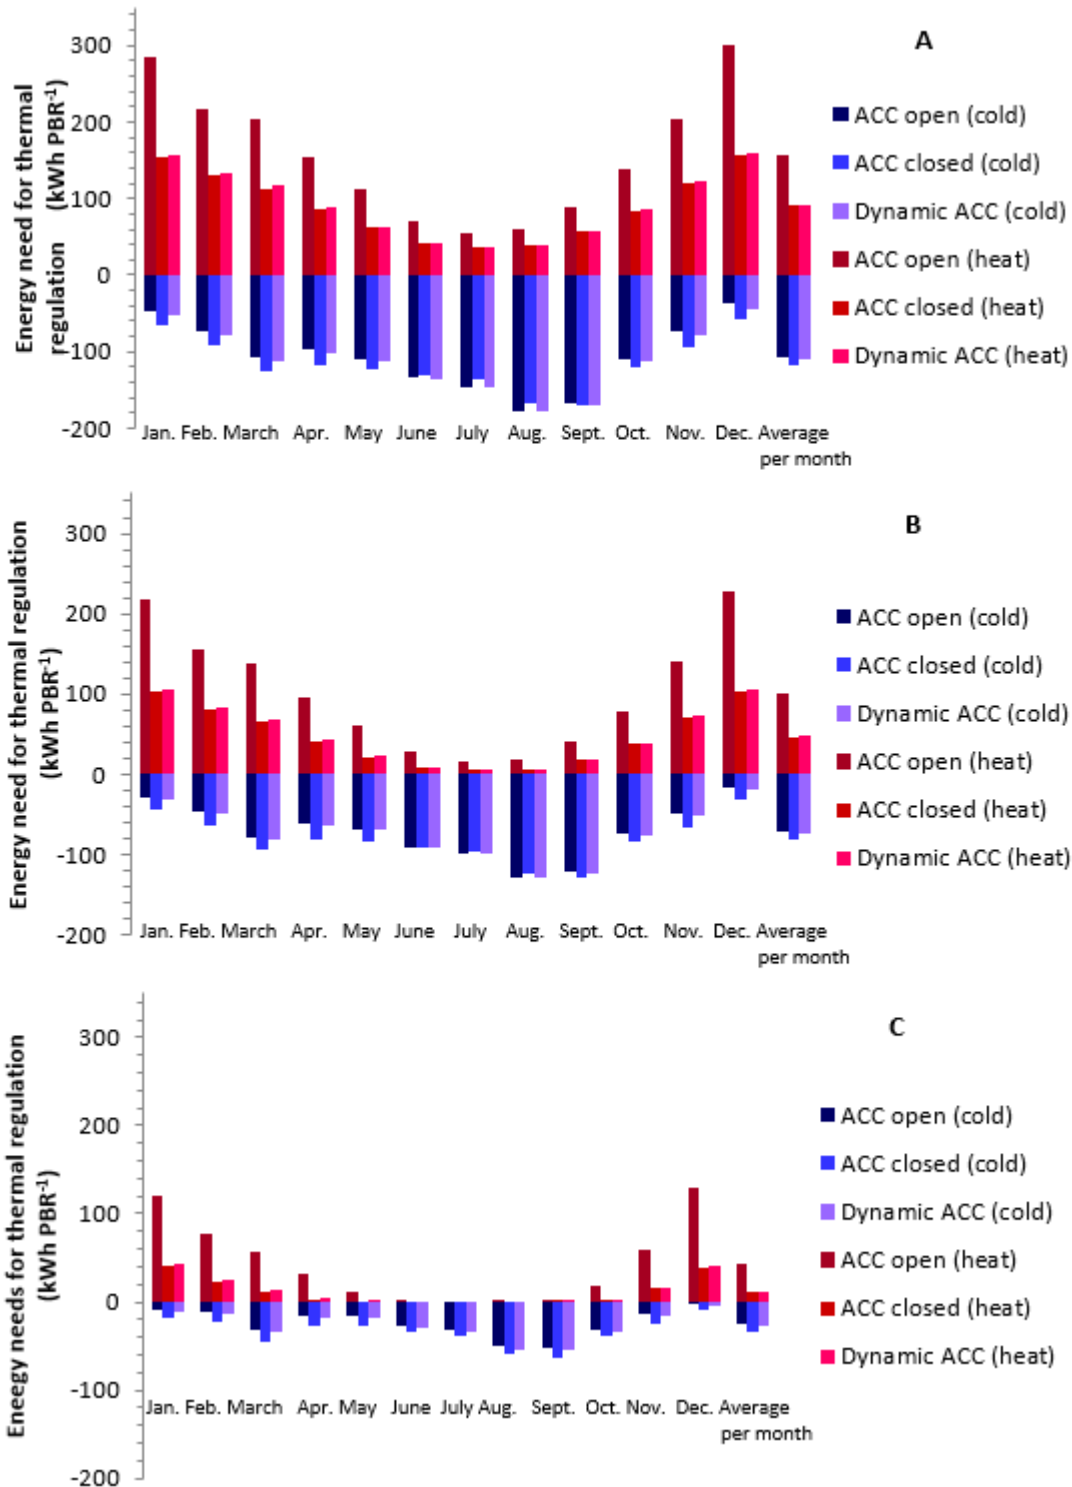 A
Energy need for thermal
regulation (kWh PBR-1)
300
200
100
0
-100
-200
Jan. Feb. March Apr. May June July Aug. Sept. Oct. Nov. Dec. Average
per month
ACC open (cold)
ACC closed (cold)
Dynamic ACC (cold)
ACC open (heat)
ACC closed (heat)
Dynamic ACC (heat)
B
Energy need for thermal regulation
(kWh PBR-1)
300
200
100
0
-100
-200
Jan. Feb. March Apr. May June July Aug. Sept. Oct. Nov. Dec. Average
per month
ACC open (cold)
ACC closed (cold)
Dynamic ACC (cold)
ACC open (heat)
ACC closed (heat)
Dynamic ACC (heat)
C
Eneegy needs for thermal regulation
(kWh PBR-1)
300
200
100
0
-100
-200
Jan. Feb. March Apr. May June July Aug. Sept. Oct. Nov. Dec. Average
per month
ACC open (cold)
ACC closed (cold)
Dynamic ACC (cold)
ACC open (heat)
ACC closed (heat)
Dynamic ACC (heat)